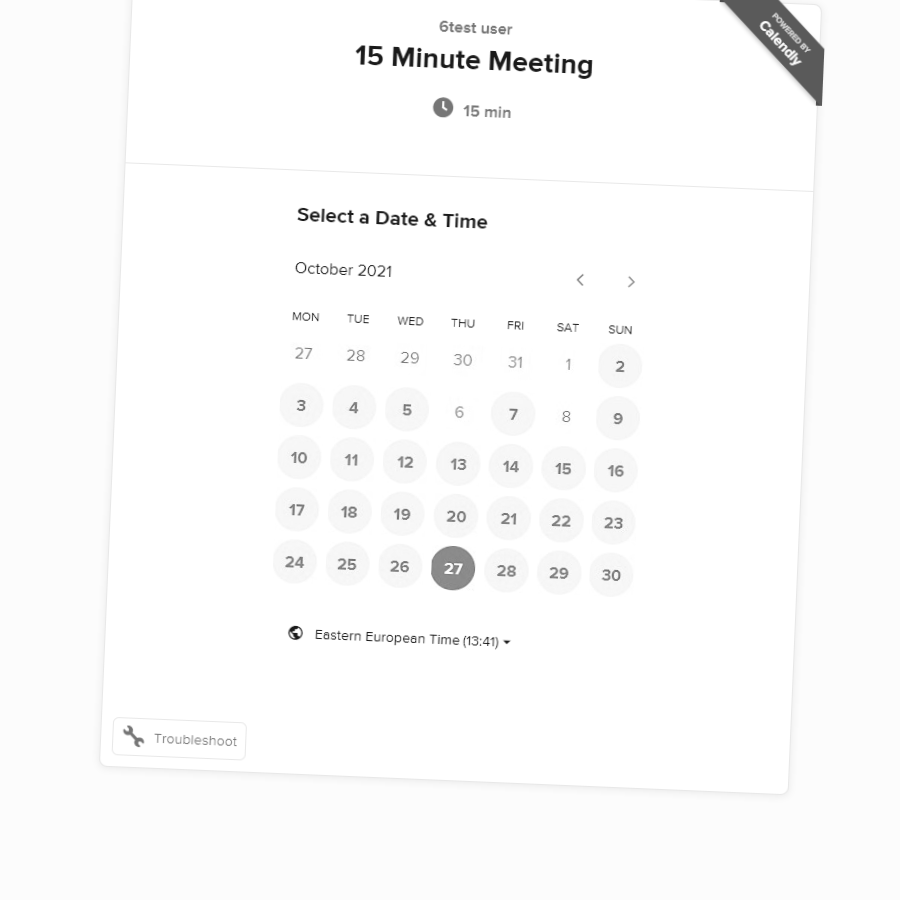 6test user
15 Minute Meeting
15 min
POWERED BY
Calendly
Select a Date & Time
October 2021
MON TUE WED THU FRI SAT SUN
27 28 29 30 31 1 2
3 4 5 6 7 8 9
10 11 12 13 14 15 16
17 18 19 20 21 22 23
24 25 26 27 28 29 30
Eastern European Time (13:41)
Troubleshoot